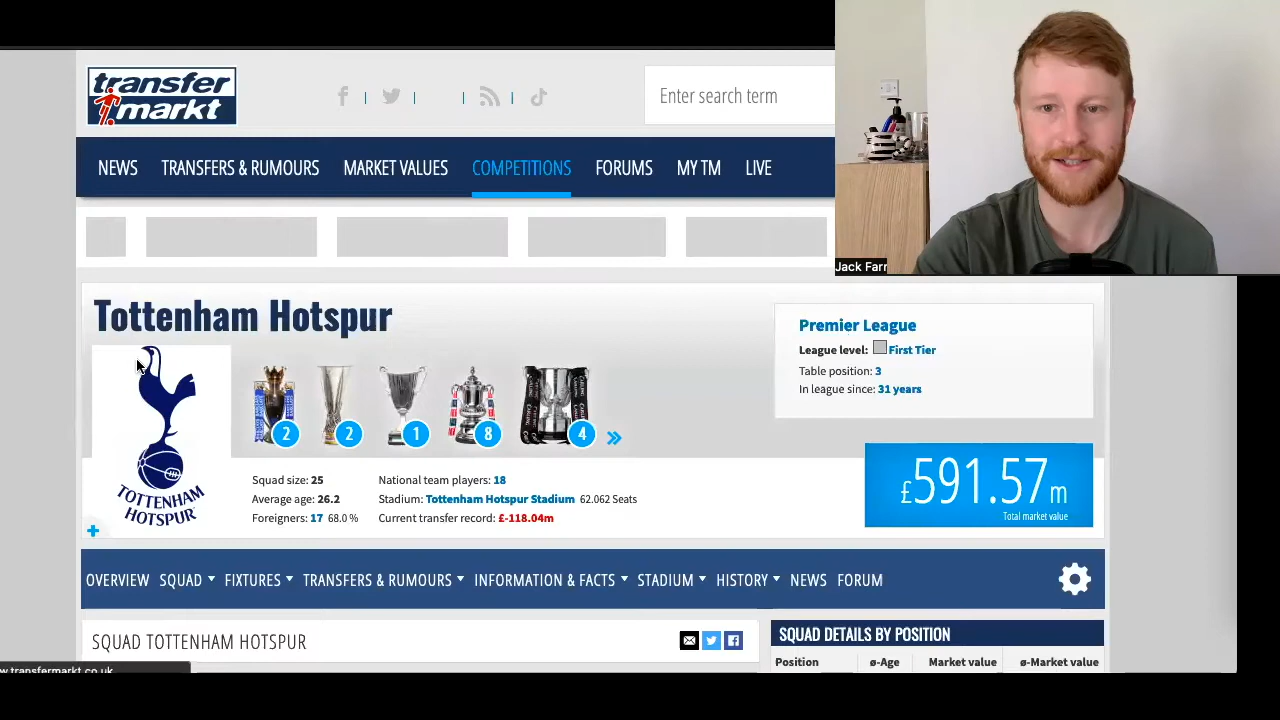 transfer
markt
Enter search term
NEWS TRANSFERS & RUMOURS MARKET VALUES COMPETITIONS FORUMS MY TM LIVE
Jack Farr
Tottenham Hotspur
Premier League
League level: First Tier
Table position: 3
In league since: 31 years
2 2 1 8 4 »
TOTTENHAM
HOTSPUR
Squad size: 25 National team players: 18
Average age: 26.2 Stadium: Tottenham Hotspur Stadium 62.062 Seats
Foreigners: 17 68.0 % Current transfer record: £-118.04m
£591.57m
Total market value
OVERVIEW SQUAD FIXTURES TRANSFERS & RUMOURS INFORMATION & FACTS STADIUM HISTORY NEWS FORUM
SQUAD TOTTENHAM HOTSPUR
SQUAD DETAILS BY POSITION
Position ø-Age Market value ø-Market value
w.transfermarkt.co.uk